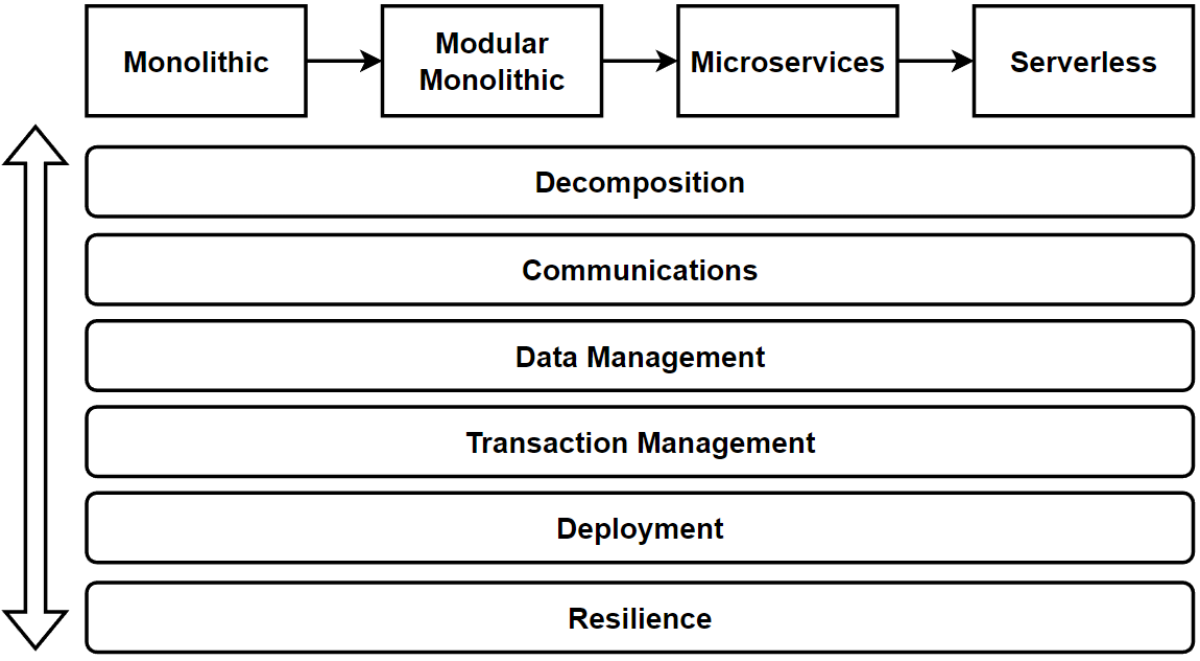 Monolithic
Modular
Monolithic
Microservices
Serverless
Decomposition
Communications
Data Management
Transaction Management
Deployment
Resilience